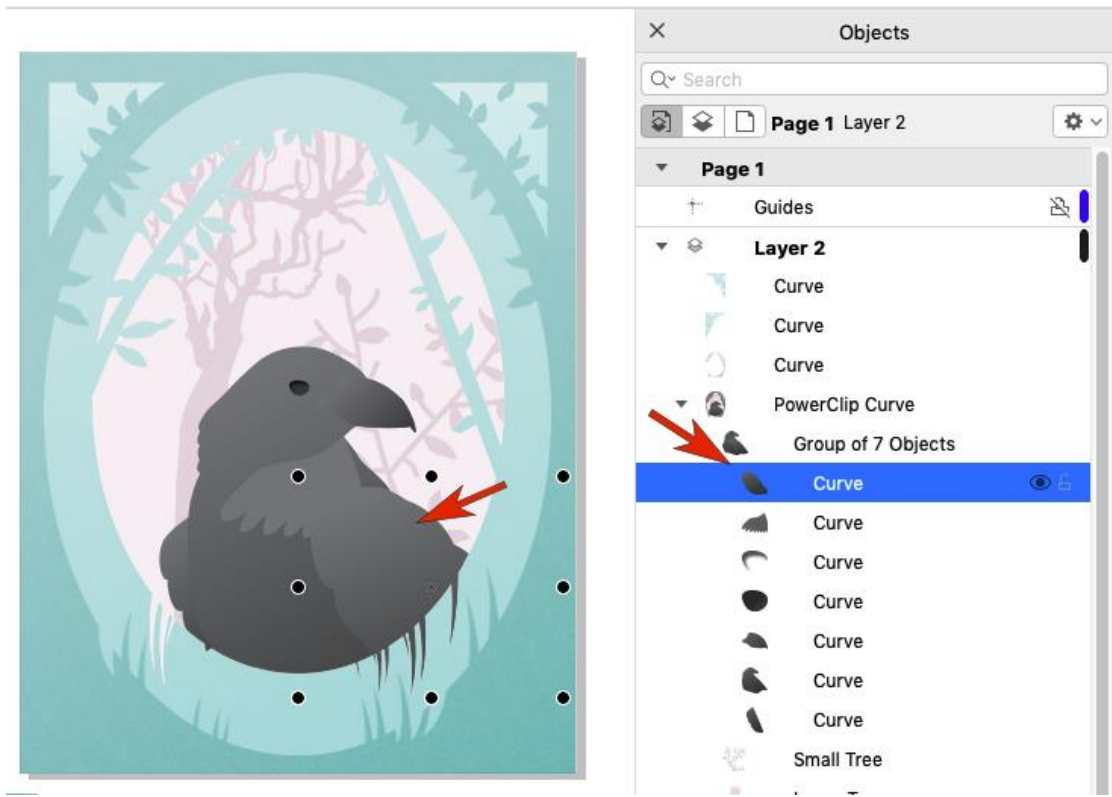 Objects
Search
Page 1 Layer 2
Page 1
Guides
Layer 2
Curve
Curve
Curve
PowerClip Curve
Group of 7 Objects
Curve
Curve
Curve
Curve
Curve
Curve
Curve
Small Tree